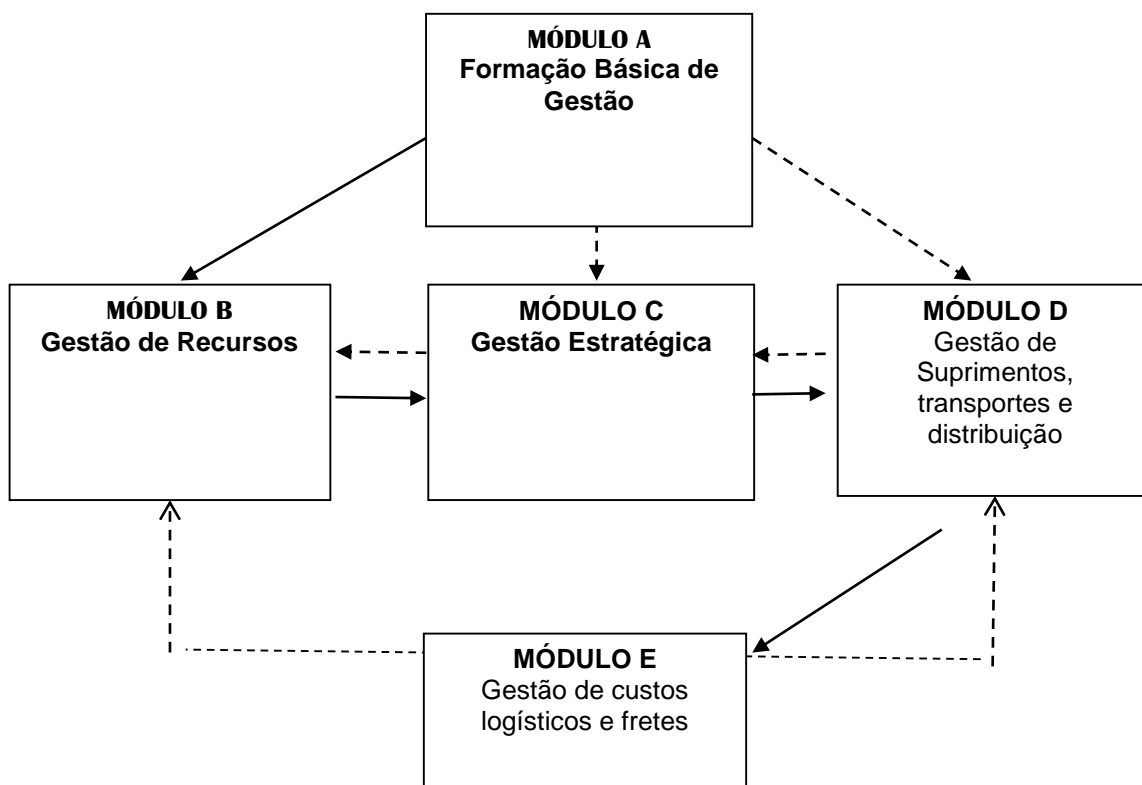 MÓDULO A
Formação Básica de
Gestão
MÓDULO B
Gestão de Recursos
MÓDULO C
Gestão Estratégica
MÓDULO D
Gestão de
Suprimentos,
transportes e
distribuição
MÓDULO E
Gestão de custos
logísticos e fretes